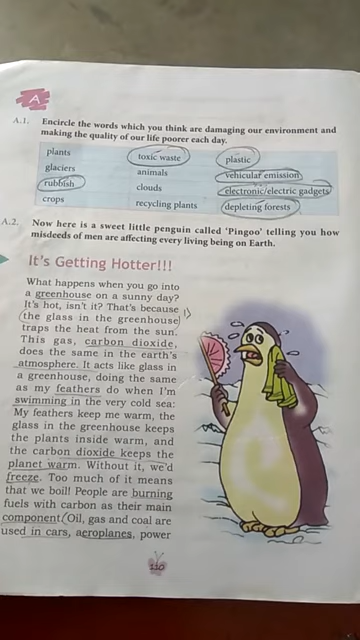 A
A.1. Encircle the words which you think are damaging our environment and
making the quality of our life poorer each day.
plants toxic waste plastic
glaciers animals vehicular emission
rubbish clouds electronic/electric gadgets
crops recycling plants depleting forests
A.2. Now here is a sweet little penguin called 'Pingoo' telling you how
misdeeds of men are affecting every living being on Earth.
It's Getting Hotter!!!
What happens when you go into
a greenhouse on a sunny day?
It's hot, isn't it? That's because
(the glass in the greenhouse)
traps the heat from the sun.
This gas, carbon dioxide,
does the same in the earth's
atmosphere. It acts like glass in
a greenhouse, doing the same
as my feathers do when I'm
swimming in the very cold sea:
My feathers keep me warm, the
glass in the greenhouse keeps
the plants inside warm, and
the carbon dioxide keeps the
planet warm. Without it, we'd
freeze. Too much of it means
that we boil! People are burning
fuels with carbon as their main
component. Oil, gas and coal are
used in cars, aeroplanes, power
110